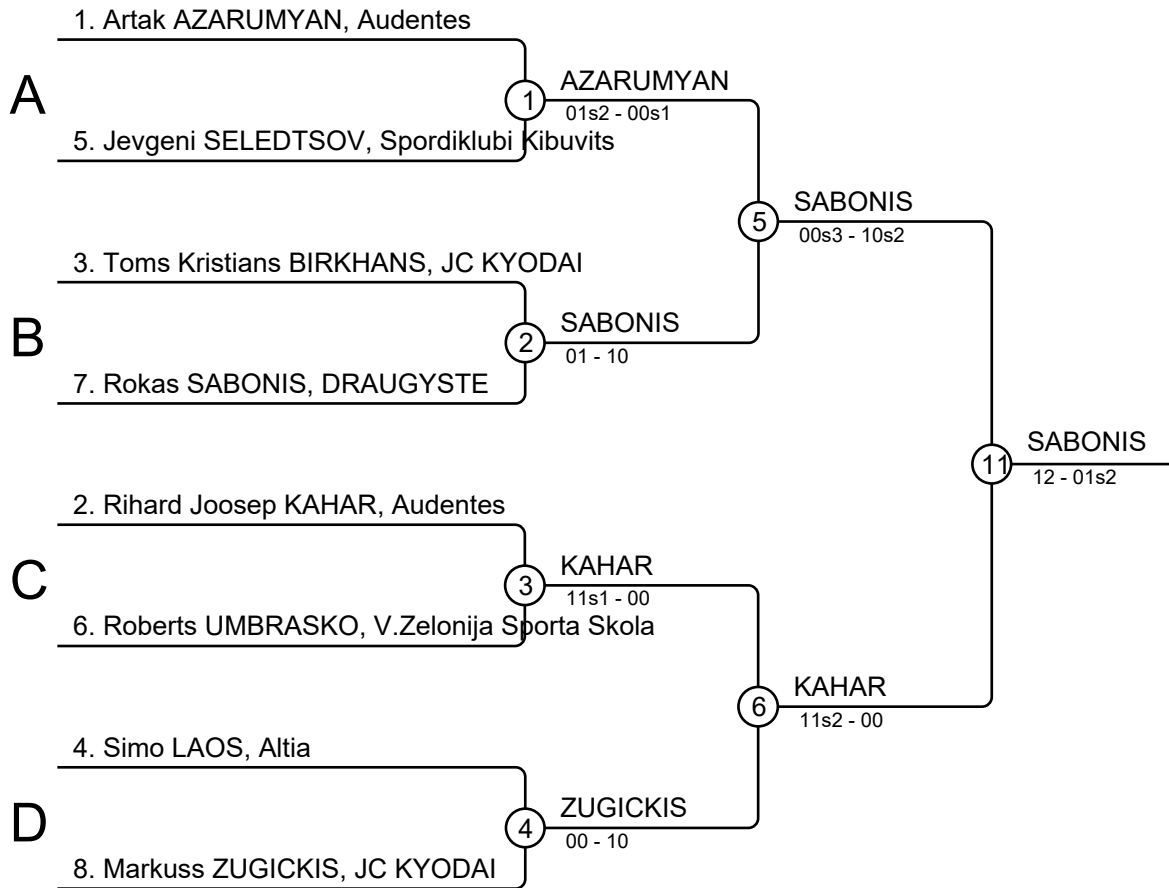 1. Artak AZARUMYAN, Audentes
A
1
AZARUMYAN
01s2 - 00s1
5. Jevgeni SELEDTSOV, Spordiklubi Kibuvits
5
SABONIS
00s3 - 10s2
3. Toms Kristians BIRKHANS, JC KYODAI
B
2
SABONIS
01 - 10
7. Rokas SABONIS, DRAUGYSTE
11
SABONIS
12 - 01s2
2. Rihard Joosep KAHAR, Audentes
C
3
KAHAR
11s1 - 00
6. Roberts UMBRASKO, V.Zelonija Sporta Skola
6
KAHAR
11s2 - 00
4. Simo LAOS, Altia
D
4
ZUGICKIS
00 - 10
8. Markuss ZUGICKIS, JC KYODAI